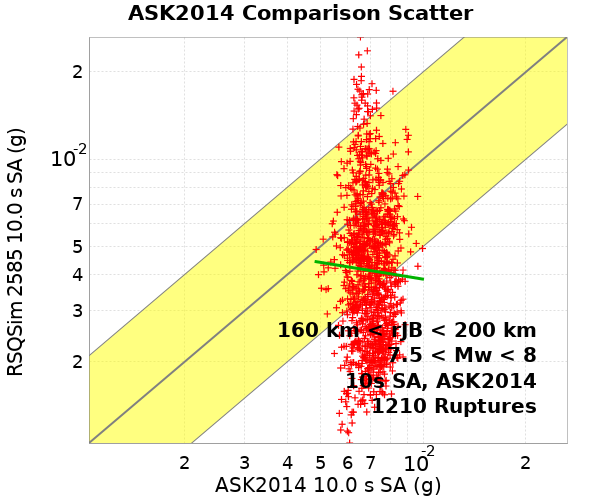 ASK2014 Comparison Scatter
RSQSim 2585 10.0 s SA (g)
2
10-2
7
5
4
3
2
160 km < rJB < 200 km
7.5 < Mw < 8
10s SA, ASK2014
1210 Ruptures
2 3 4 5 6 7 10-2 2
ASK2014 10.0 s SA (g)